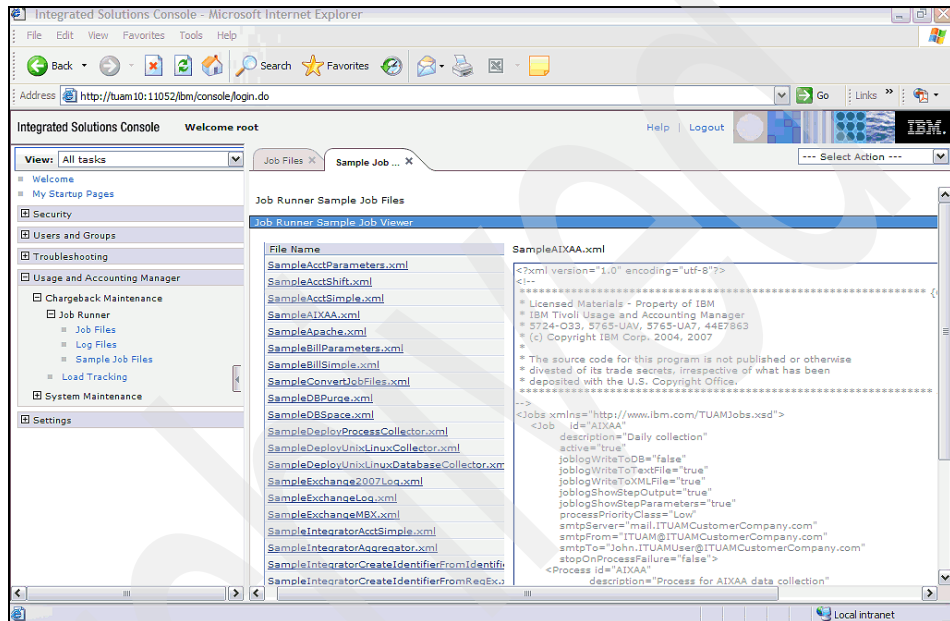 Integrated Solutions Console - Microsoft Internet Explorer
File Edit View Favorites Tools Help
Back Search Favorites
Address http://tuam10:11052/ibm/console/login.do Go Links »
Integrated Solutions Console Welcome root Help | Logout IBM.
View: All tasks
Welcome
My Startup Pages
Security
Users and Groups
Troubleshooting
Usage and Accounting Manager
Chargeback Maintenance
Job Runner
Job Files
Log Files
Sample Job Files
Load Tracking
System Maintenance
Settings
Job Files X Sample Job ... X --- Select Action ---
Job Runner Sample Job Files
Job Runner Sample Job Viewer
File Name
SampleAcctParameters.xml
SampleAcctShift.xml
SampleAcctSimple.xml
SampleAIXAA.xml
SampleApache.xml
SampleBillParameters.xml
SampleBillSimple.xml
SampleConvertJobFiles.xml
SampleDBPurge.xml
SampleDBSpace.xml
SampleDeployProcessCollector.xml
SampleDeployUnixLinuxCollector.xml
SampleDeployUnixLinuxDatabaseCollector.xm
SampleExchange2007Log.xml
SampleExchangeLog.xml
SampleExchangeMBX.xml
SampleIntegratorAcctSimple.xml
SampleIntegratorAggregator.xml
SampleIntegratorCreateIdentifierFromIdentifi
SampleIntegratorCreateIdentifierFromRegEx.
SampleAIXAA.xml
<?xml version="1.0" encoding="utf-8"?>
<!--
****************************************************************** {
* Licensed Materials - Property of IBM
* IBM Tivoli Usage and Accounting Manager
* 5724-O33, 5765-UAV, 5765-UA7, 44E7863
* (c) Copyright IBM Corp. 2004, 2007
*
* The source code for this program is not published or otherwise
* divested of its trade secrets, irrespective of what has been
* deposited with the U.S. Copyright Office.
******************************************************************
-->
<Jobs xmlns="http://www.ibm.com/TUAMJobs.xsd">
<Job id="AIXAA"
description="Daily collection"
active="true"
joblogWriteToDB="false"
joblogWriteToTextFile="true"
joblogWriteToXMLFile="true"
joblogShowStepOutput="true"
joblogShowStepParameters="true"
processPriorityClass="Low"
smtpServer="mail.ITUAMCustomerCompany.com"
smtpFrom="ITUAM@ITUAMCustomerCompany.com"
smtpTo="John.ITUAMUser@ITUAMCustomerCompany.com"
stopOnProcessFailure="false">
<Process id="AIXAA"
description="Process for AIXAA data collection"
Local intranet